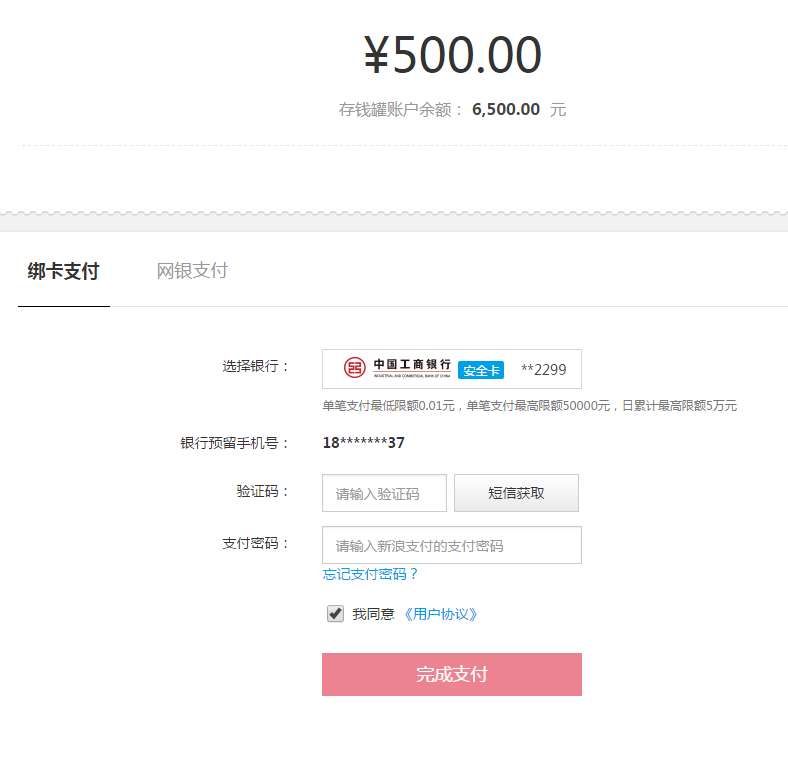 ¥500.00
存钱罐账户余额： 6,500.00 元
绑卡支付 网银支付
选择银行： 中国工商银行 安全卡 **2299
INDUSTRIAL AND COMMERCIAL BANK OF CHINA
单笔支付最低限额0.01元，单笔支付最高限额50000元，日累计最高限额5万元
银行预留手机号： 18*******37
验证码： 请输入验证码 短信获取
支付密码： 请输入新浪支付的支付密码
忘记支付密码？
我同意 《用户协议》
完成支付